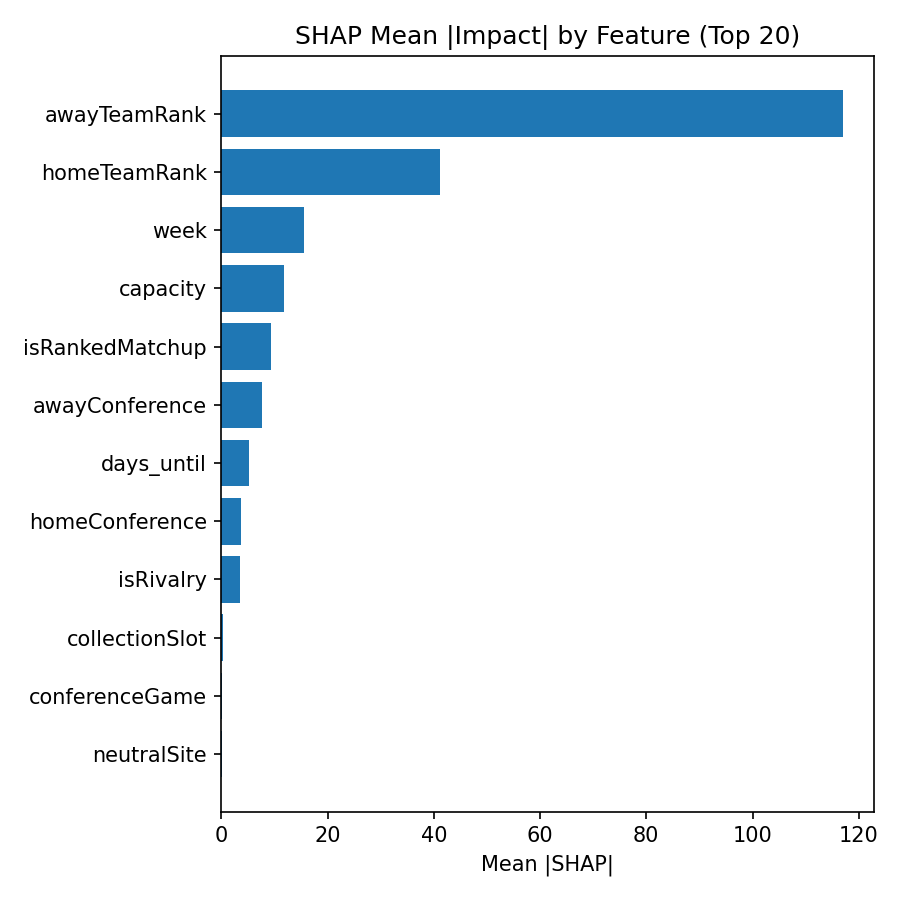 SHAP Mean |Impact| by Feature (Top 20)
awayTeamRank
homeTeamRank
week
capacity
isRankedMatchup
awayConference
days_until
homeConference
isRivalry
collectionSlot
conferenceGame
neutralSite
0 20 40 60 80 100 120
Mean |SHAP|